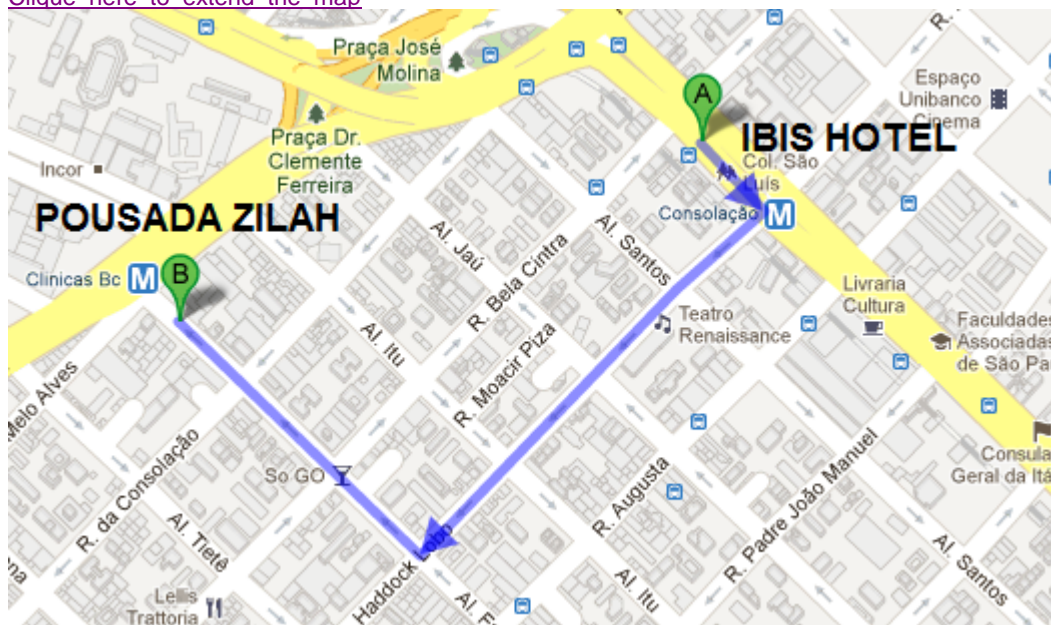 Clique here to extend the map
Praça José
Molina
A
R.
Espaço
Unibanco
Cinema
IBIS HOTEL
Praça Dr.
Clemente
Ferreira
Incor
Col. São
Luís
POUSADA ZILAH
Consolação M
Al. Jaú
Al. Santos
R. Bela Cintra
Clinicas Bc M B
Livraria
Cultura
Teatro
Renaissance
Faculdades
Associadas
de São Pa
Al. Itu
R. Moacir Piza
Melo Alves
R. da Consolação
So GO
R. Augusta
R. Padre João Manuel
Consula
Geral da Itá
Al. Tietê
Haddock Lobo
Al. Itu
Al. Santos
na
Lellis
Trattoria
Al.